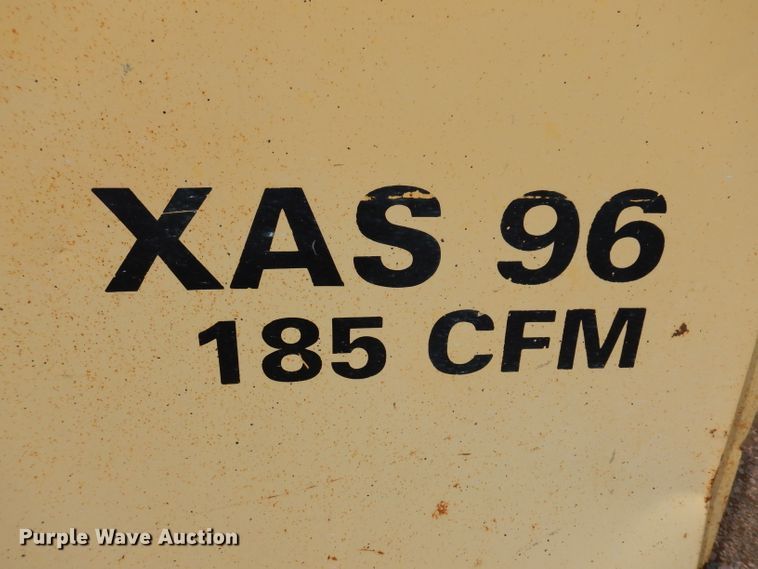 XAS 96
185 CFM
Purple Wave Auction